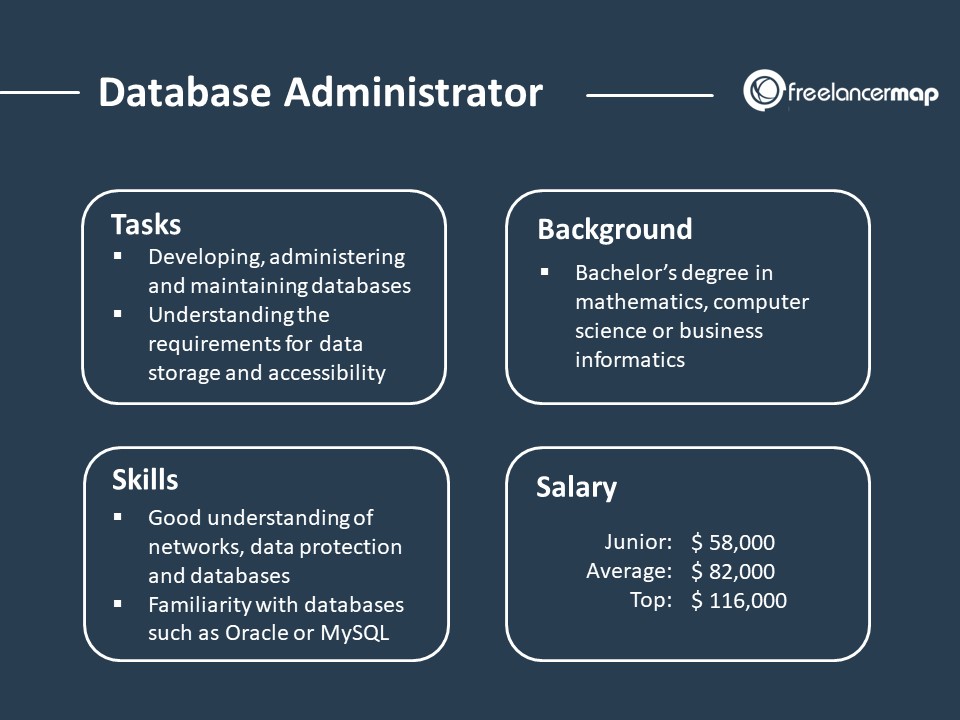 Database Administrator
freelancermap
Tasks
▪ Developing, administering
and maintaining databases
▪ Understanding the
requirements for data
storage and accessibility
Background
▪ Bachelor’s degree in
mathematics, computer
science or business
informatics
Skills
▪ Good understanding of
networks, data protection
and databases
▪ Familiarity with databases
such as Oracle or MySQL
Salary
Junior: $ 58,000
Average: $ 82,000
Top: $ 116,000